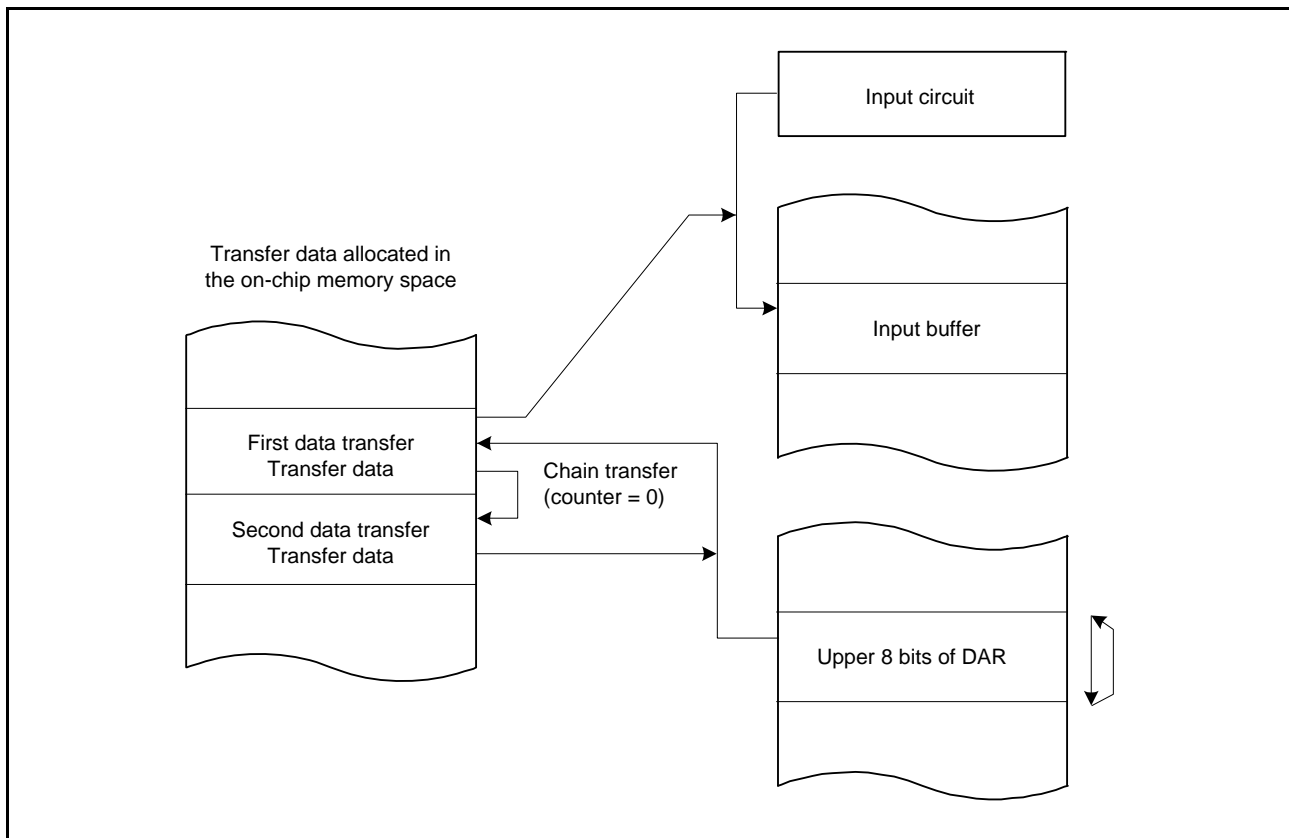 Input circuit
Transfer data allocated in
the on-chip memory space
Input buffer
First data transfer
Transfer data
Chain transfer
(counter = 0)
Second data transfer
Transfer data
Upper 8 bits of DAR